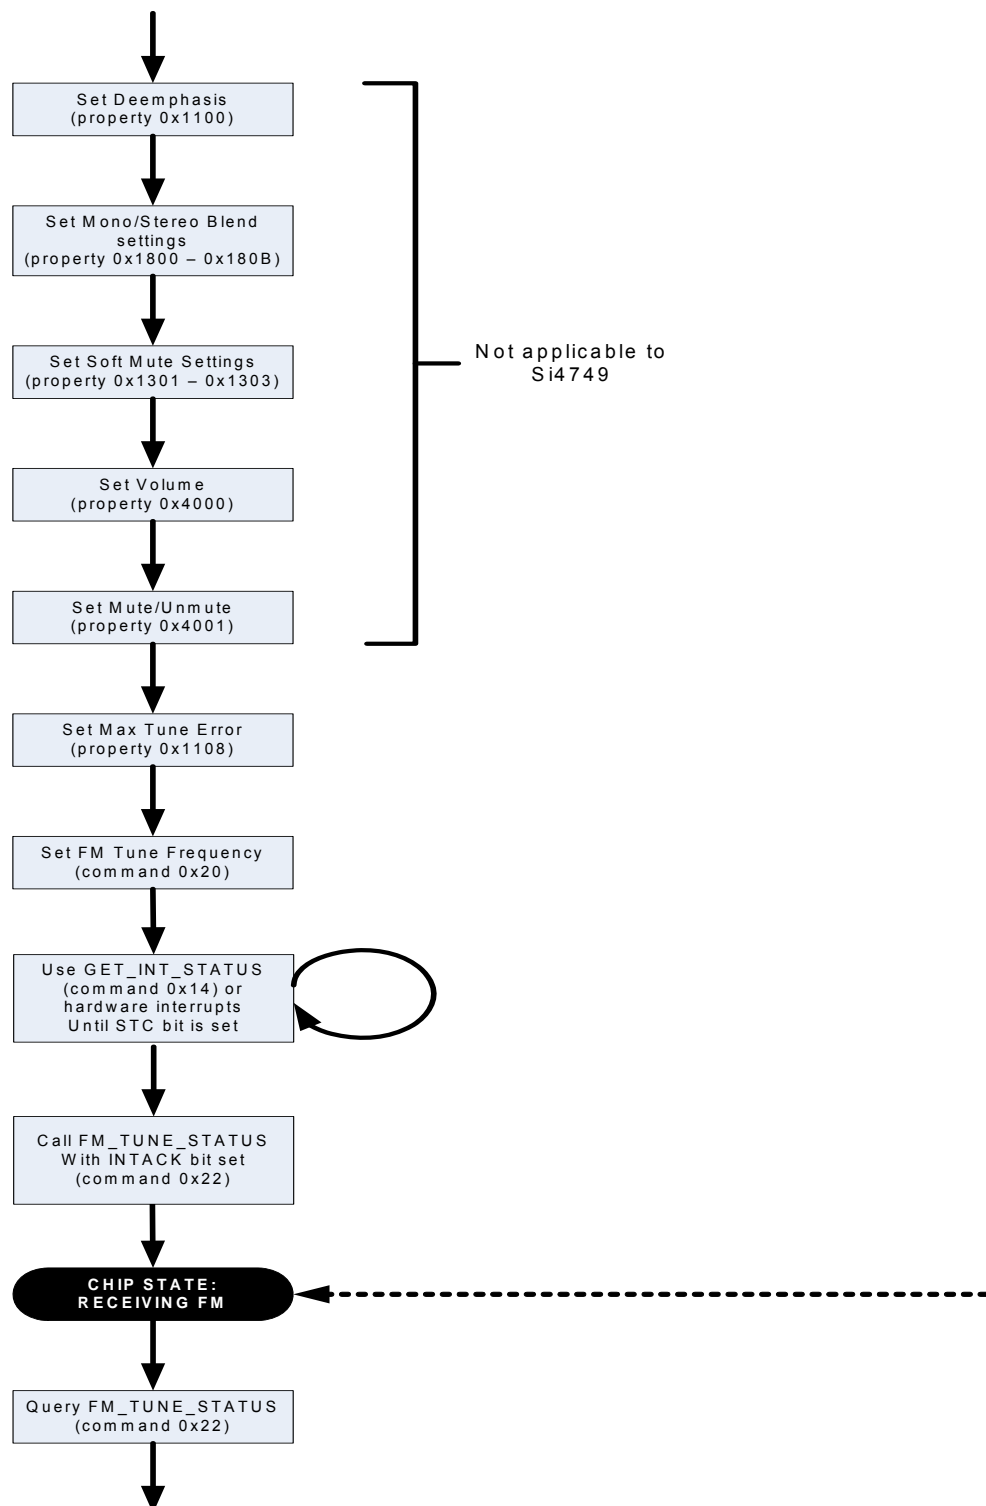 Set Deemphasis
(property 0x1100)
Set Mono/Stereo Blend
settings
(property 0x1800 – 0x180B)
Set Soft Mute Settings
(property 0x1301 – 0x1303)
Not applicable to
Si4749
Set Volume
(property 0x4000)
Set Mute/Unmute
(property 0x4001)
Set Max Tune Error
(property 0x1108)
Set FM Tune Frequency
(command 0x20)
Use GET_INT_STATUS
(command 0x14) or
hardware interrupts
Until STC bit is set
Call FM_TUNE_STATUS
With INTACK bit set
(command 0x22)
CHIP STATE:
RECEIVING FM
Query FM_TUNE_STATUS
(command 0x22)